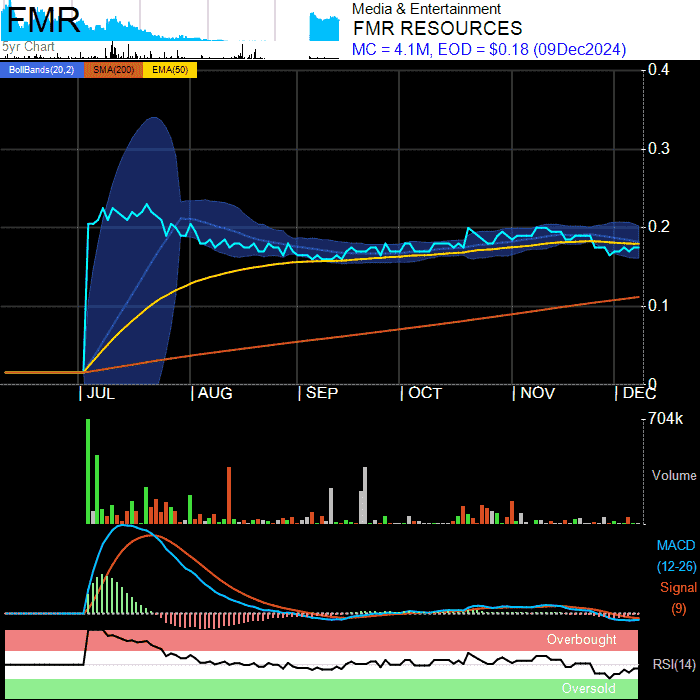 FMR
5yr Chart
Media & Entertainment
FMR RESOURCES
MC = 4.1M, EOD = $0.18 (09Dec2024)
BollBands(20,2) SMA(200) EMA(50)
0.4
0.3
0.2
0.1
0
JUL AUG SEP OCT NOV DEC
704k
Volume
MACD
(12-26)
Signal
(9)
Overbought
RSI(14)
Oversold